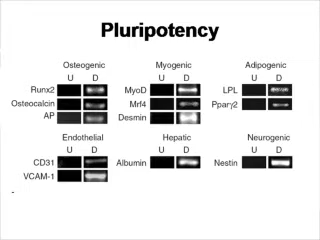 Pluripotency
Osteogenic Myogenic Adipogenic
U D U D U D
Runx2 MyoD LPL
Osteocalcin Mrf4 Pparγ2
AP Desmin
Endothelial Hepatic Neurogenic
U D U D U D
CD31 Albumin Nestin
VCAM-1